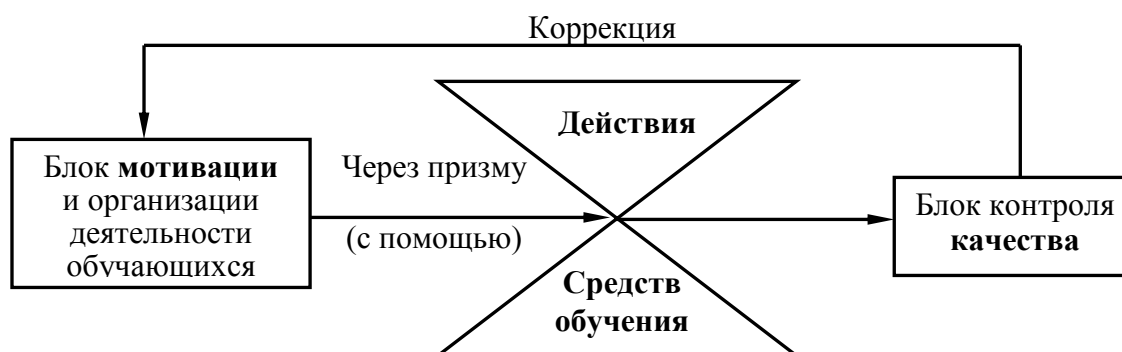 Коррекция
Действия
Блок мотивации
и организации
деятельности
обучающихся
Через призму
(с помощью)
Блок контроля
качества
Средств
обучения